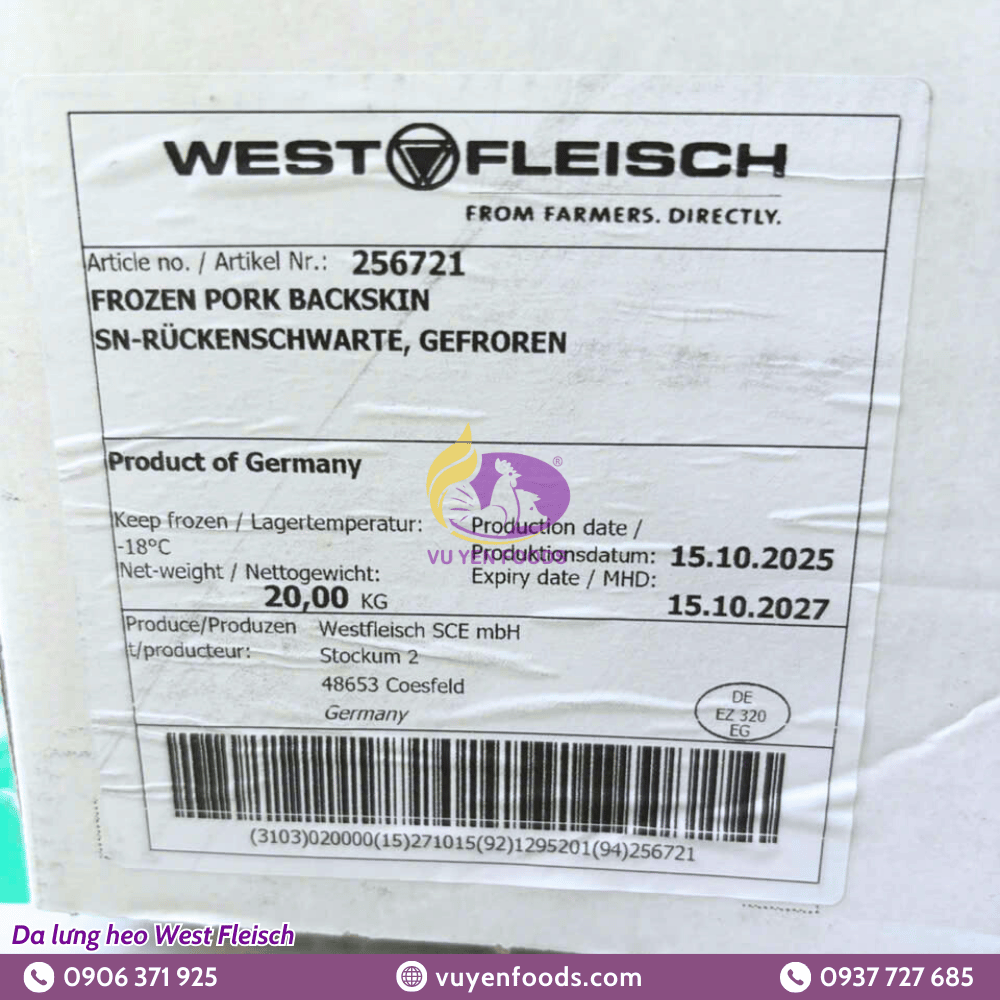 WEST FLEISCH
FROM FARMERS. DIRECTLY.
Article no. / Artikel Nr.: 256721
FROZEN PORK BACKSKIN
SN-RÜCKENSCHWARTE, GEFROREN
Product of Germany
Keep frozen / Lagertemperatur:
-18°C
Net-weight / Nettogewicht:
20,00 KG
Production date /
Produktionsdatum: 15.10.2025
Expiry date / MHD:
15.10.2027
®
VU YEN FOODS
Produce/Produzen Westfleisch SCE mbH
t/producteur: Stockum 2
48653 Coesfeld
Germany
DE
EZ 320
EG
(3103)020000(15)271015(92)1295201(94)256721
Da lưng heo West Fleisch
0906 371 925 vuyenfoods.com 0937 727 685